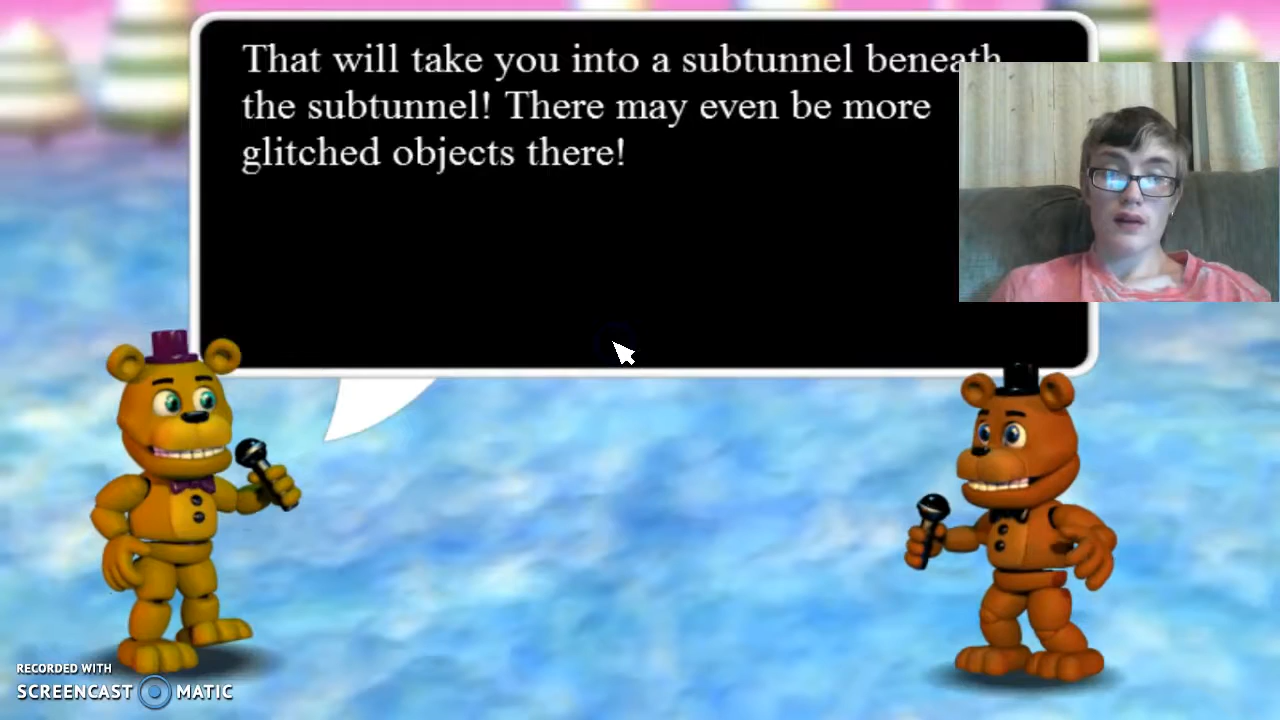 That will take you into a subtunnel beneath
the subtunnel! There may even be more
glitched objects there!
RECORDED WITH
SCREENCAST MATIC